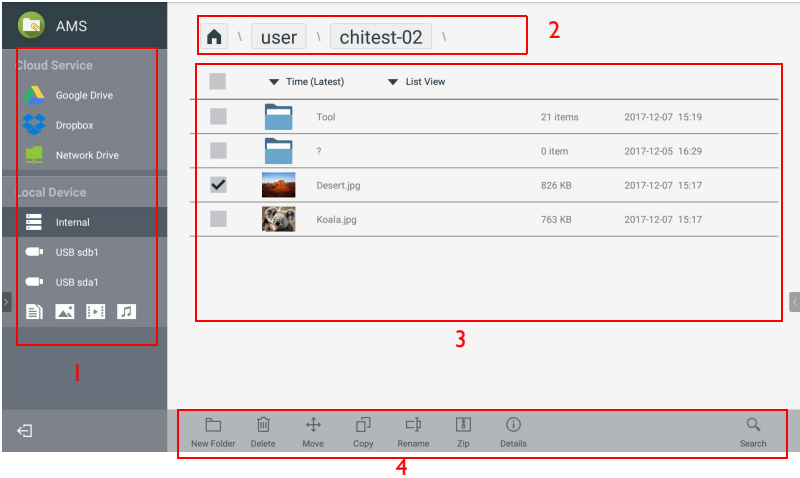 AMS
Cloud Service
Google Drive
Dropbox
Network Drive
Local Device
Internal
USB sdb1
USB sda1
1
\ user \ chitest-02 \
2
Time (Latest) List View
Tool 21 items 2017-12-07 15:19
? 0 item 2017-12-05 16:29
Desert.jpg 826 KB 2017-12-07 15:17
Koala.jpg 763 KB 2017-12-07 15:17
3
New Folder Delete Move Copy Rename Zip Details Search
4